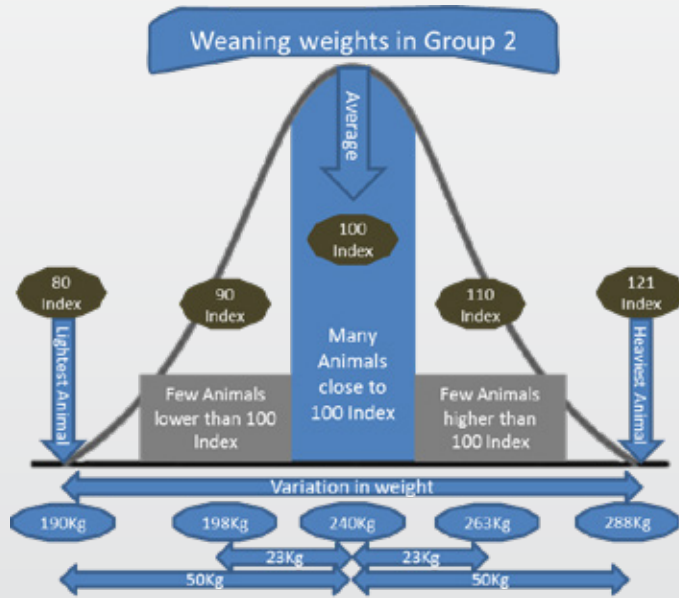 Weaning weights in Group 2
Average
100
Index
80
Index
90
Index
110
Index
121
Index
Lightest Animal
Heaviest Animal
Few Animals
lower than 100
Index
Many
Animals
close to
100 Index
Few Animals
higher than
100 Index
Variation in weight
190Kg
198Kg
240Kg
263Kg
288Kg
23Kg
23Kg
50Kg
50Kg